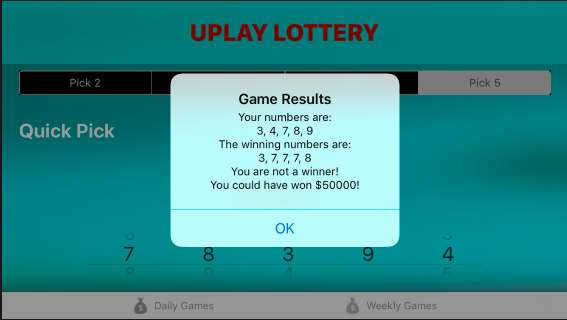 UPLAY LOTTERY
Pick 2
Pick 5
Quick Pick
Game Results
Your numbers are:
3, 4, 7, 8, 9
The winning numbers are:
3, 7, 7, 7, 8
You are not a winner!
You could have won $50000!
OK
7 8 3 9 4
Daily Games
Weekly Games